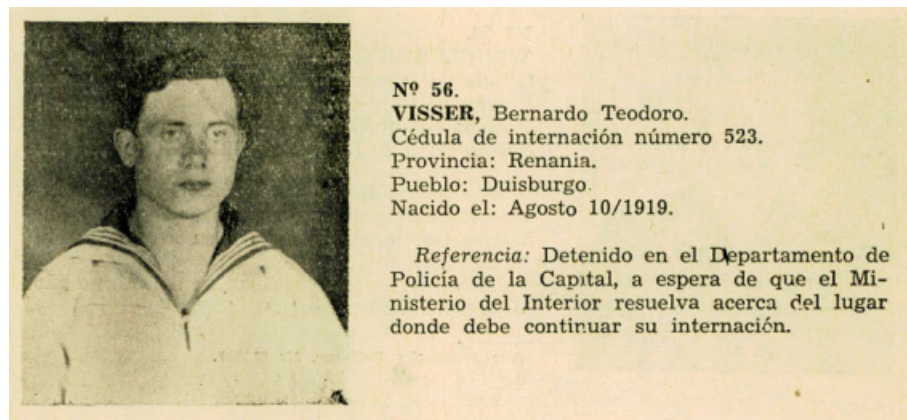 Nº 56.
VISSER, Bernardo Teodoro.
Cédula de internación número 523.
Provincia: Renania.
Pueblo: Duisburgo.
Nacido el: Agosto 10/1919.
Referencia: Detenido en el Departamento de
Policía de la Capital, a espera de que el Mi-
nisterio del Interior resuelva acerca del lugar
donde debe continuar su internación.